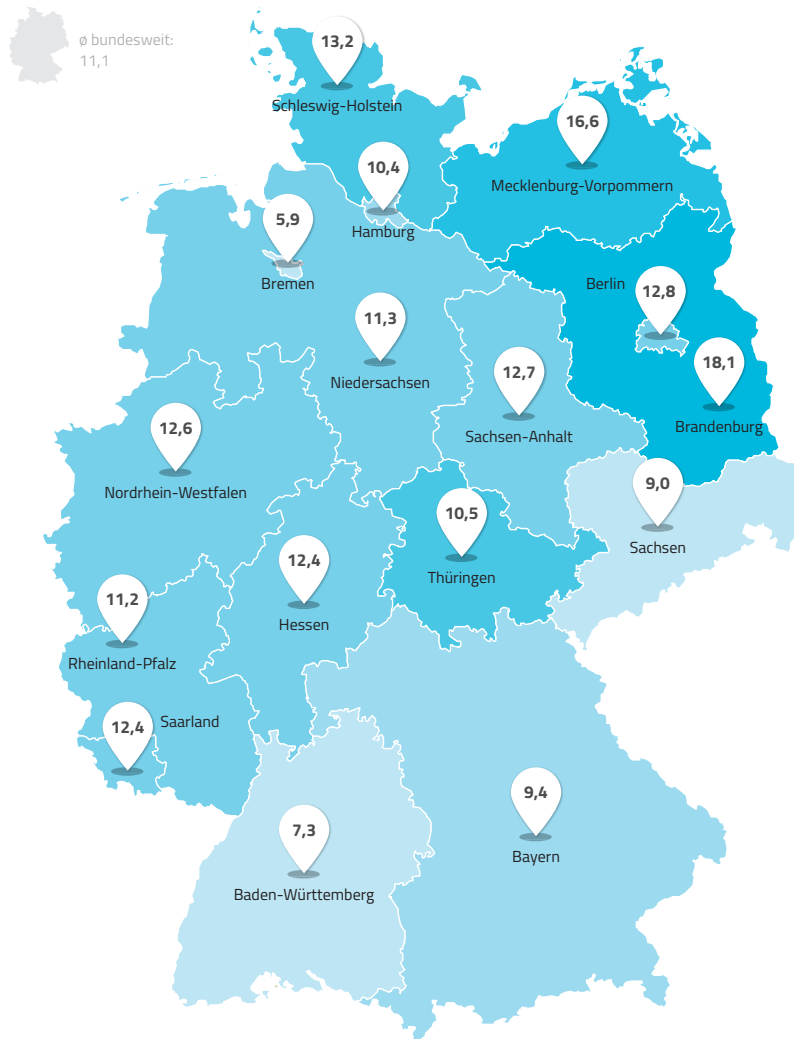 ø bundesweit:
11,1
13,2
Schleswig-Holstein
16,6
Mecklenburg-Vorpommern
10,4
Hamburg
5,9
Bremen
Berlin
12,8
11,3
Niedersachsen
12,7
Sachsen-Anhalt
18,1
Brandenburg
12,6
Nordrhein-Westfalen
9,0
Sachsen
10,5
Thüringen
12,4
Hessen
11,2
Rheinland-Pfalz
12,4
Saarland
9,4
Bayern
7,3
Baden-Württemberg